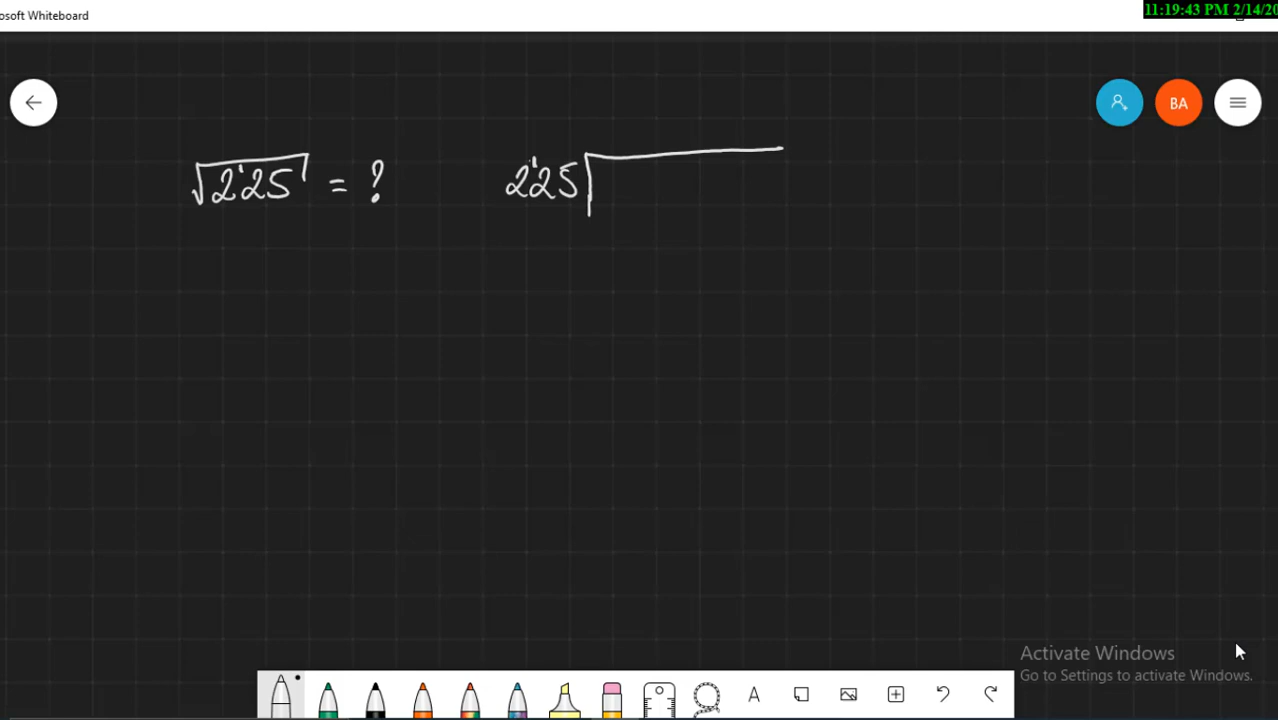 osoft Whiteboard
11:19:43 PM 2/14/20
BA
√2'25' = ? 2'25
A
Activate Windows
Go to Settings to activate Windows.